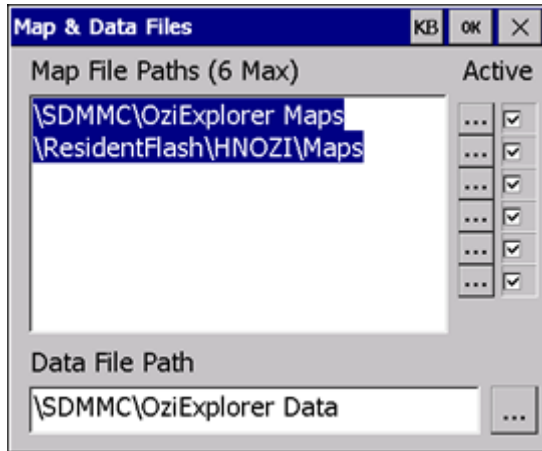 Map & Data Files KB OK
Map File Paths (6 Max) Active
\SDMMC\OziExplorer Maps ...
\ResidentFlash\HNOZI\Maps ...
...
...
...
...
Data File Path
\SDMMC\OziExplorer Data ...